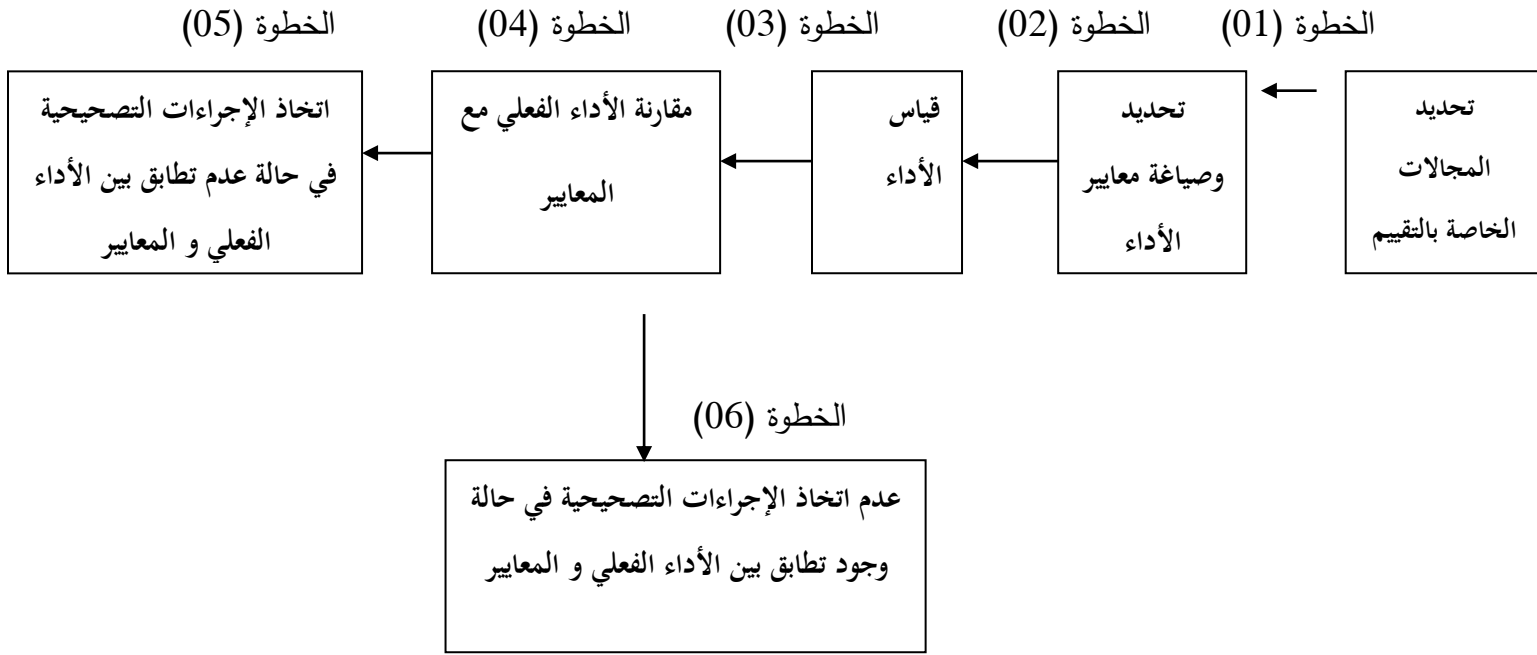 الخطوة (01)
الخطوة (02)
الخطوة (03)
الخطوة (04)
الخطوة (05)
تحديد
المجالات
الخاصة بالتقييم
تحديد
وصياغة معايير
الأداء
قياس
الأداء
مقارنة الأداء الفعلي مع
المعايير
اتخاذ الإجراءات التصحيحية
في حالة عدم تطابق بين الأداء
الفعلي و المعايير
الخطوة (06)
عدم اتخاذ الإجراءات التصحيحية في حالة
وجود تطابق بين الأداء الفعلي و المعايير